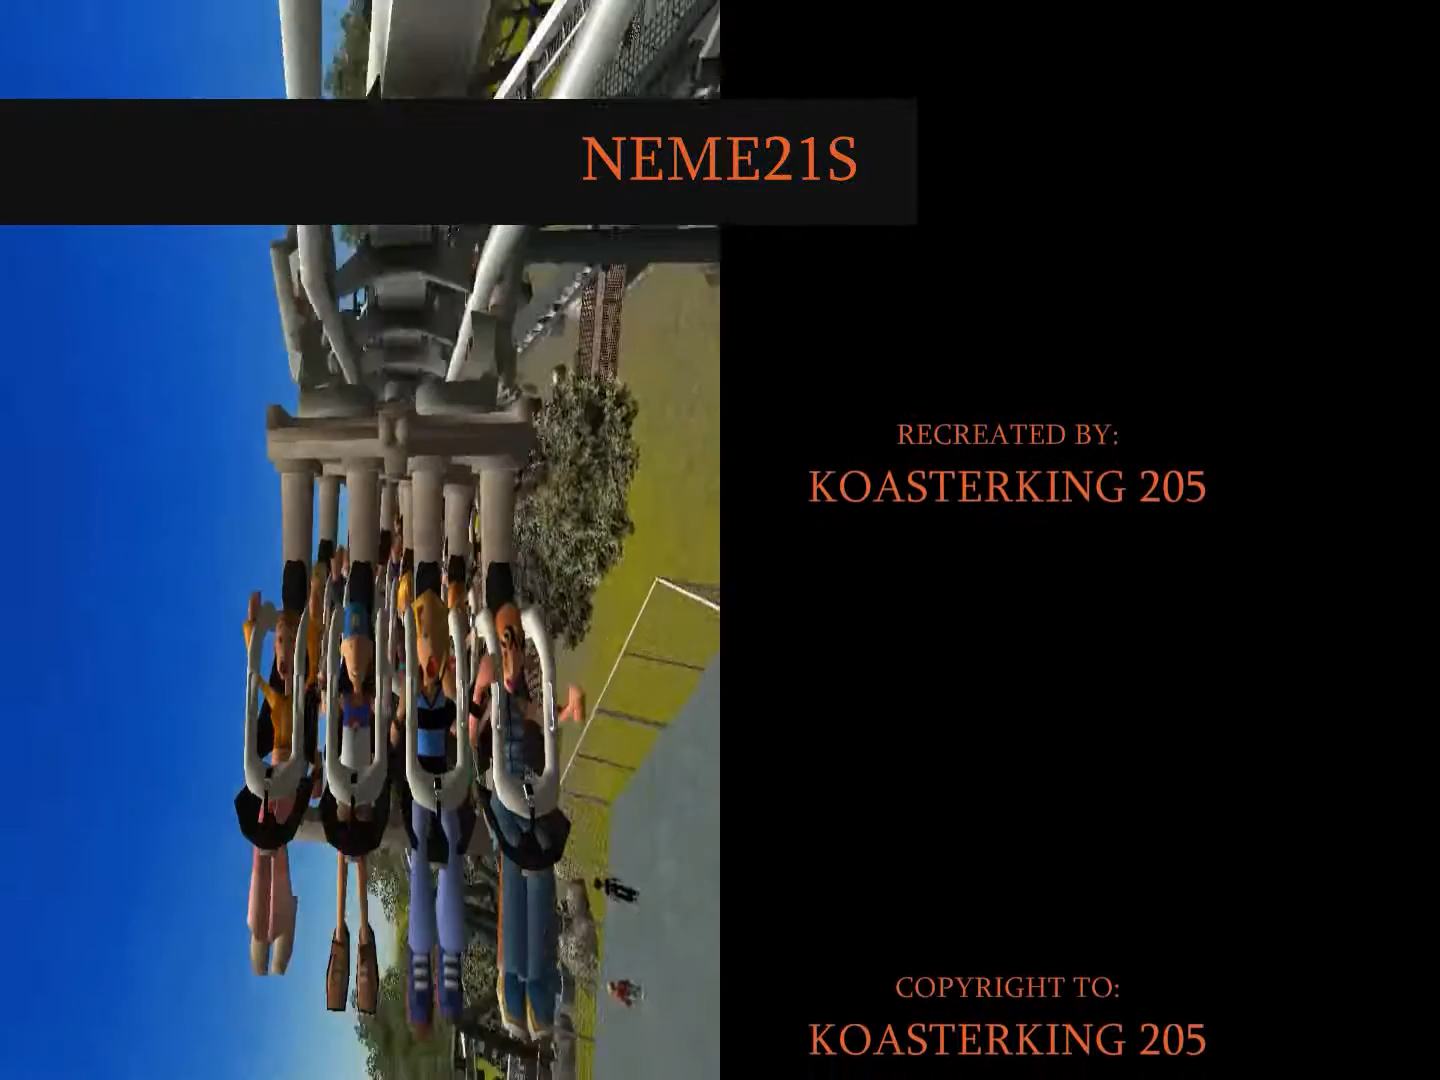 NEME21S
RECREATED BY:
KOASTERKING 205
COPYRIGHT TO:
KOASTERKING 205